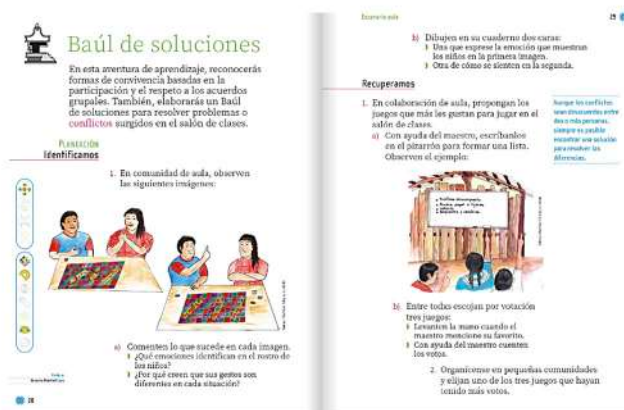 Baúl de soluciones
En esta aventura de aprendizaje, reconocerás
formas de convivencia basadas en la
participación y el respeto a los acuerdos
grupales. También, elaborarás un Baúl
de soluciones para resolver problemas o
conflictos surgidos en el salón de clases.
PLANEACIÓN
Identificamos
1. En comunidad de aula, observen
las siguientes imágenes:
a) Comenten lo que sucede en cada imagen.
¿Qué emociones identifican en el rostro de
los niños?
¿Por qué creen que sus gestos son
diferentes en cada situación?
28
Escenario aula
29
b) Dibujen en su cuaderno dos caras:
Una que exprese la emoción que muestran
los niños en la primera imagen.
Otra de cómo se sienten en la segunda.
Recuperamos
1. En colaboración de aula, propongan los
juegos que más les gustan para jugar en el
salón de clases.
a) Con ayuda del maestro, escríbanlos
en el pizarrón para formar una lista.
Observen el ejemplo:
Aunque los conflictos
sean desacuerdos entre
dos o más personas,
siempre es posible
encontrar una solución
para resolver las
diferencias.
b) Entre todas escojan por votación
tres juegos:
Levanten la mano cuando el
maestro mencione su favorito.
Con ayuda del maestro cuenten
los votos.
2. Organícense en pequeñas comunidades
y elijan uno de los tres juegos que hayan
tenido más votos.